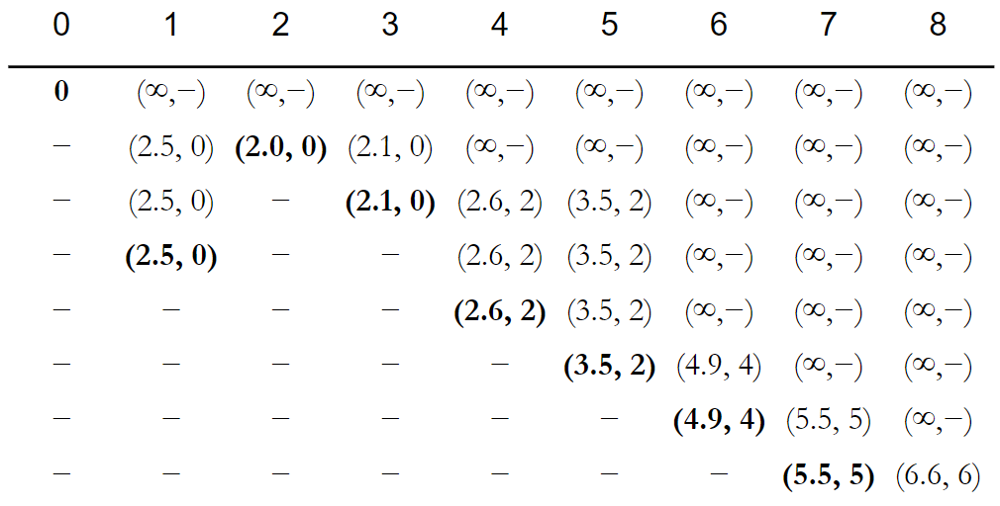 0 1 2 3 4 5 6 7 8
0 (∞,−) (∞,−) (∞,−) (∞,−) (∞,−) (∞,−) (∞,−) (∞,−)
− (2.5, 0) (2.0, 0) (2.1, 0) (∞,−) (∞,−) (∞,−) (∞,−) (∞,−)
− (2.5, 0) − (2.1, 0) (2.6, 2) (3.5, 2) (∞,−) (∞,−) (∞,−)
− (2.5, 0) − − (2.6, 2) (3.5, 2) (∞,−) (∞,−) (∞,−)
− − − − (2.6, 2) (3.5, 2) (∞,−) (∞,−) (∞,−)
− − − − − (3.5, 2) (4.9, 4) (∞,−) (∞,−)
− − − − − − (4.9, 4) (5.5, 5) (∞,−)
− − − − − − − (5.5, 5) (6.6, 6)